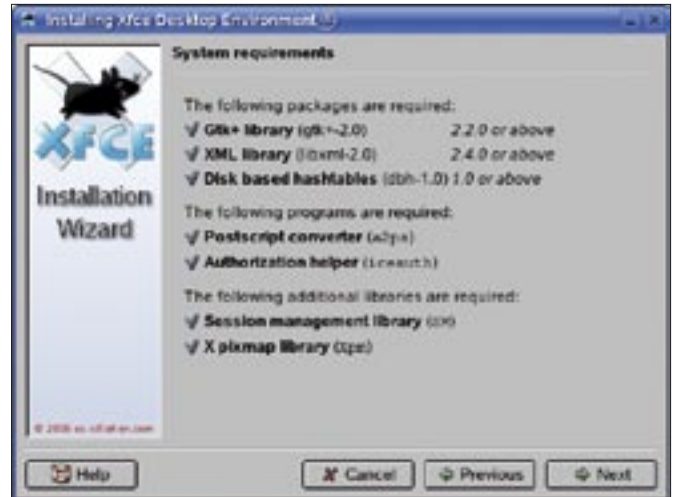 Installing Xfce Desktop Environment
System requirements
XFCE
Installation
Wizard
The following packages are required:
Gtk+ library (gtk+-2.0) 2.2.0 or above
XML library (libxml-2.0) 2.4.0 or above
Disk based hashtables (dbh-1.0) 1.0 or above
The following programs are required:
Postscript converter (a2ps)
Authorization helper (iceauth)
The following additional libraries are required:
Session management library (SM)
X pixmap library (Xpm)
Help
Cancel
Previous
Next